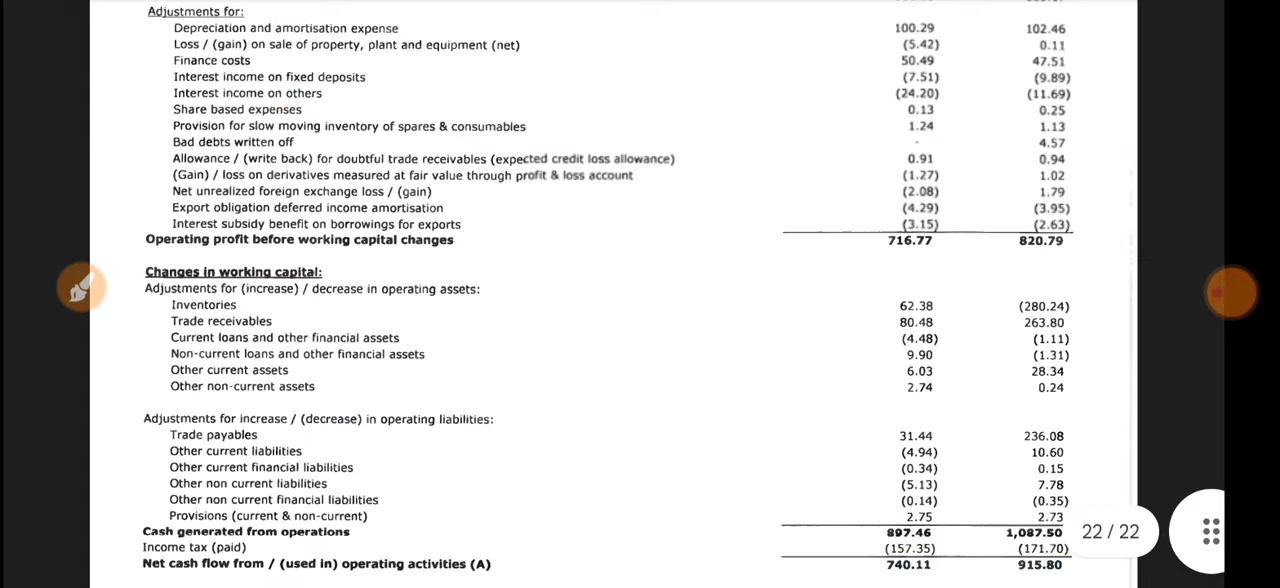 Adjustments for:
Depreciation and amortisation expense 100.29 102.46
Loss / (gain) on sale of property, plant and equipment (net) (5.42) 0.11
Finance costs 50.49 47.51
Interest income on fixed deposits (7.51) (9.89)
Interest income on others (24.20) (11.69)
Share based expenses 0.13 0.25
Provision for slow moving inventory of spares & consumables 1.24 1.13
Bad debts written off - 4.57
Allowance / (write back) for doubtful trade receivables (expected credit loss allowance) 0.91 0.94
(Gain) / loss on derivatives measured at fair value through profit & loss account (1.27) 1.02
Net unrealized foreign exchange loss / (gain) (2.08) 1.79
Export obligation deferred income amortisation (4.29) (3.95)
Interest subsidy benefit on borrowings for exports (3.15) (2.63)
Operating profit before working capital changes 716.77 820.79
Changes in working capital:
Adjustments for (increase) / decrease in operating assets:
Inventories 62.38 (280.24)
Trade receivables 80.48 263.80
Current loans and other financial assets (4.48) (1.11)
Non-current loans and other financial assets 9.90 (1.31)
Other current assets 6.03 28.34
Other non-current assets 2.74 0.24
Adjustments for increase / (decrease) in operating liabilities:
Trade payables 31.44 236.08
Other current liabilities (4.94) 10.60
Other current financial liabilities (0.34) 0.15
Other non current liabilities (5.13) 7.78
Other non current financial liabilities (0.14) (0.35)
Provisions (current & non-current) 2.75 2.73
Cash generated from operations 897.46 1,087.50
Income tax (paid) (157.35) (171.70)
Net cash flow from / (used in) operating activities (A) 740.11 915.80
22 / 22